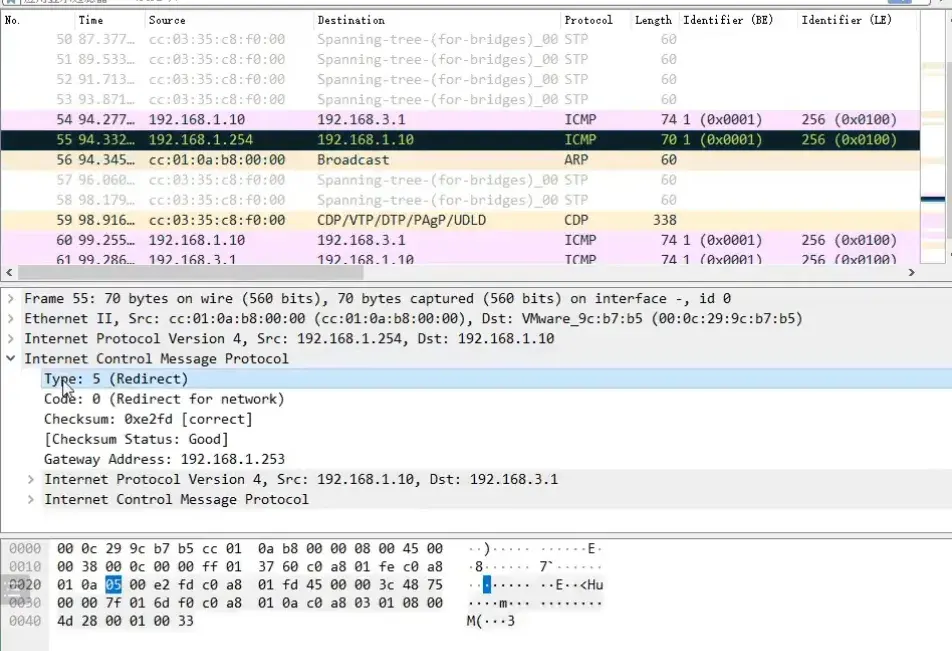 No. Time Source Destination Protocol Length Identifier (BE) Identifier (LE)
50 87.377… cc:03:35:c8:f0:00 Spanning-tree-(for-bridges)_00 STP 60
51 89.533… cc:03:35:c8:f0:00 Spanning-tree-(for-bridges)_00 STP 60
52 91.713… cc:03:35:c8:f0:00 Spanning-tree-(for-bridges)_00 STP 60
53 93.871… cc:03:35:c8:f0:00 Spanning-tree-(for-bridges)_00 STP 60
54 94.277… 192.168.1.10 192.168.3.1 ICMP 74 1 (0x0001) 256 (0x0100)
55 94.332… 192.168.1.254 192.168.1.10 ICMP 70 1 (0x0001) 256 (0x0100)
56 94.345… cc:01:0a:b8:00:00 Broadcast ARP 60
57 96.060… cc:03:35:c8:f0:00 Spanning-tree-(for-bridges)_00 STP 60
58 98.179… cc:03:35:c8:f0:00 Spanning-tree-(for-bridges)_00 STP 60
59 98.916… cc:03:35:c8:f0:00 CDP/VTP/DTP/PAgP/UDLD CDP 338
60 99.255… 192.168.1.10 192.168.3.1 ICMP 74 1 (0x0001) 256 (0x0100)
61 99.286… 192.168.3.1 192.168.1.10 ICMP 74 1 (0x0001) 256 (0x0100)
Frame 55: 70 bytes on wire (560 bits), 70 bytes captured (560 bits) on interface -, id 0
Ethernet II, Src: cc:01:0a:b8:00:00 (cc:01:0a:b8:00:00), Dst: VMware_9c:b7:b5 (00:0c:29:9c:b7:b5)
Internet Protocol Version 4, Src: 192.168.1.254, Dst: 192.168.1.10
Internet Control Message Protocol
Type: 5 (Redirect)
Code: 0 (Redirect for network)
Checksum: 0xe2fd [correct]
[Checksum Status: Good]
Gateway Address: 192.168.1.253
Internet Protocol Version 4, Src: 192.168.1.10, Dst: 192.168.3.1
Internet Control Message Protocol
0000 00 0c 29 9c b7 b5 cc 01 0a b8 00 00 08 00 45 00 ··)····· ······E·
0010 00 38 00 0c 00 00 ff 01 37 60 c0 a8 01 fe c0 a8 ·8······ 7`······
0020 01 0a 05 00 e2 fd c0 a8 01 fd 45 00 00 3c 48 75 ········ ··E··<Hu
0030 00 00 7f 01 6d f0 c0 a8 01 0a c0 a8 03 01 08 00 ····m··· ········
0040 4d 28 00 01 00 33 M(···3